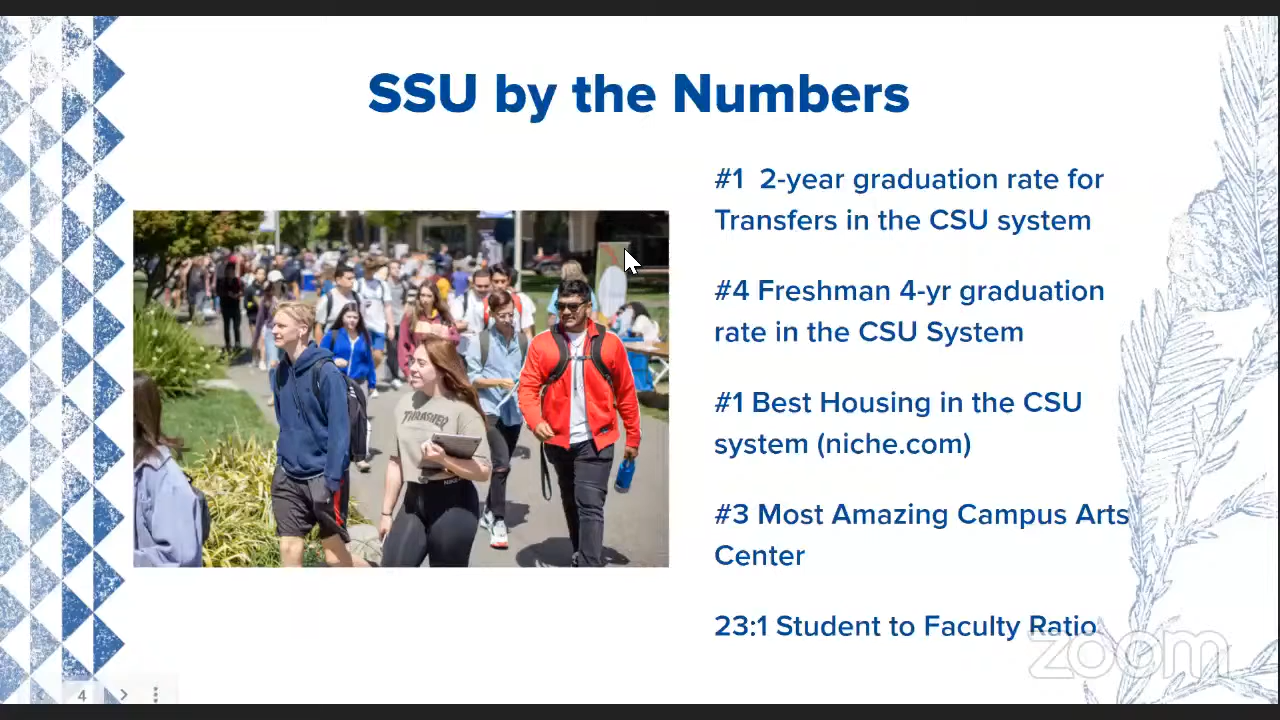 SSU by the Numbers
#1 2-year graduation rate for
Transfers in the CSU system
#4 Freshman 4-yr graduation
rate in the CSU System
#1 Best Housing in the CSU
system (niche.com)
#3 Most Amazing Campus Arts
Center
23:1 Student to Faculty Ratio
THRASHER
zoom
4